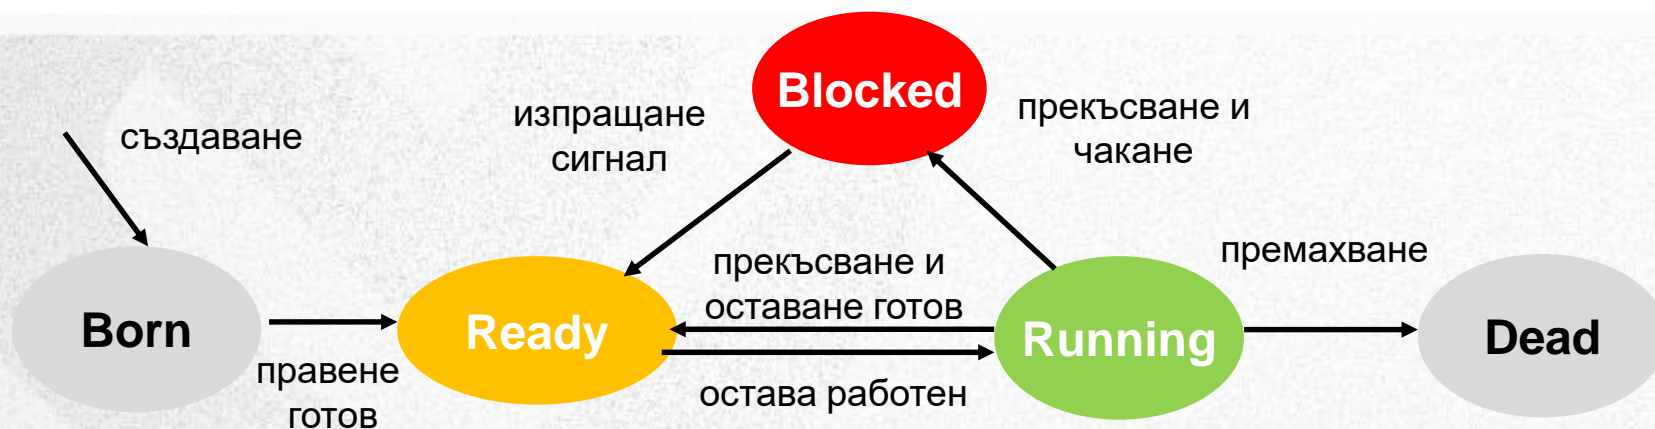 Blocked
изпращане
сигнал
прекъсване и
чакане
създаване
прекъсване и
оставане готов
премахване
Born
Ready
Running
Dead
правене
готов
остава работен